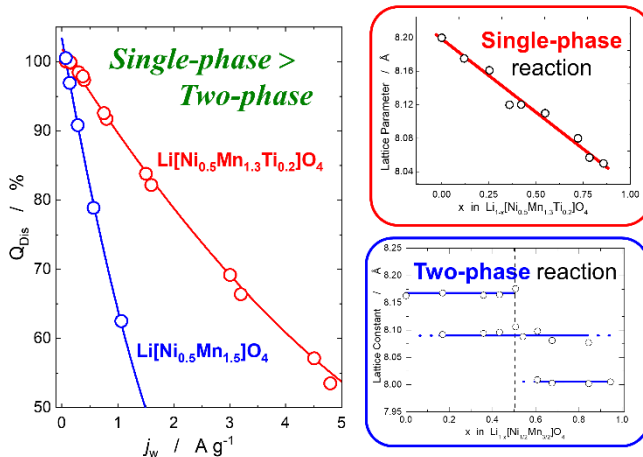 Single-phase >
Two-phase
Li[Ni0.5Mn1.3Ti0.2]O4
Li[Ni0.5Mn1.5]O4
QDis / %
100
90
80
70
60
50
0
1
2
3
4
5
jw / A g-1
Single-phase
reaction
Lattice Parameter / Å
8.20
8.16
8.12
8.08
8.04
0.00
0.25
0.50
0.75
1.00
x in Li1-x[Ni0.5Mn1.3Ti0.2]O4
Two-phase reaction
Lattice Constant / Å
8.25
8.20
8.15
8.10
8.05
8.00
7.95
0.0
0.2
0.4
0.6
0.8
1.0
x in Li1-x[Ni1/2Mn3/2]O4